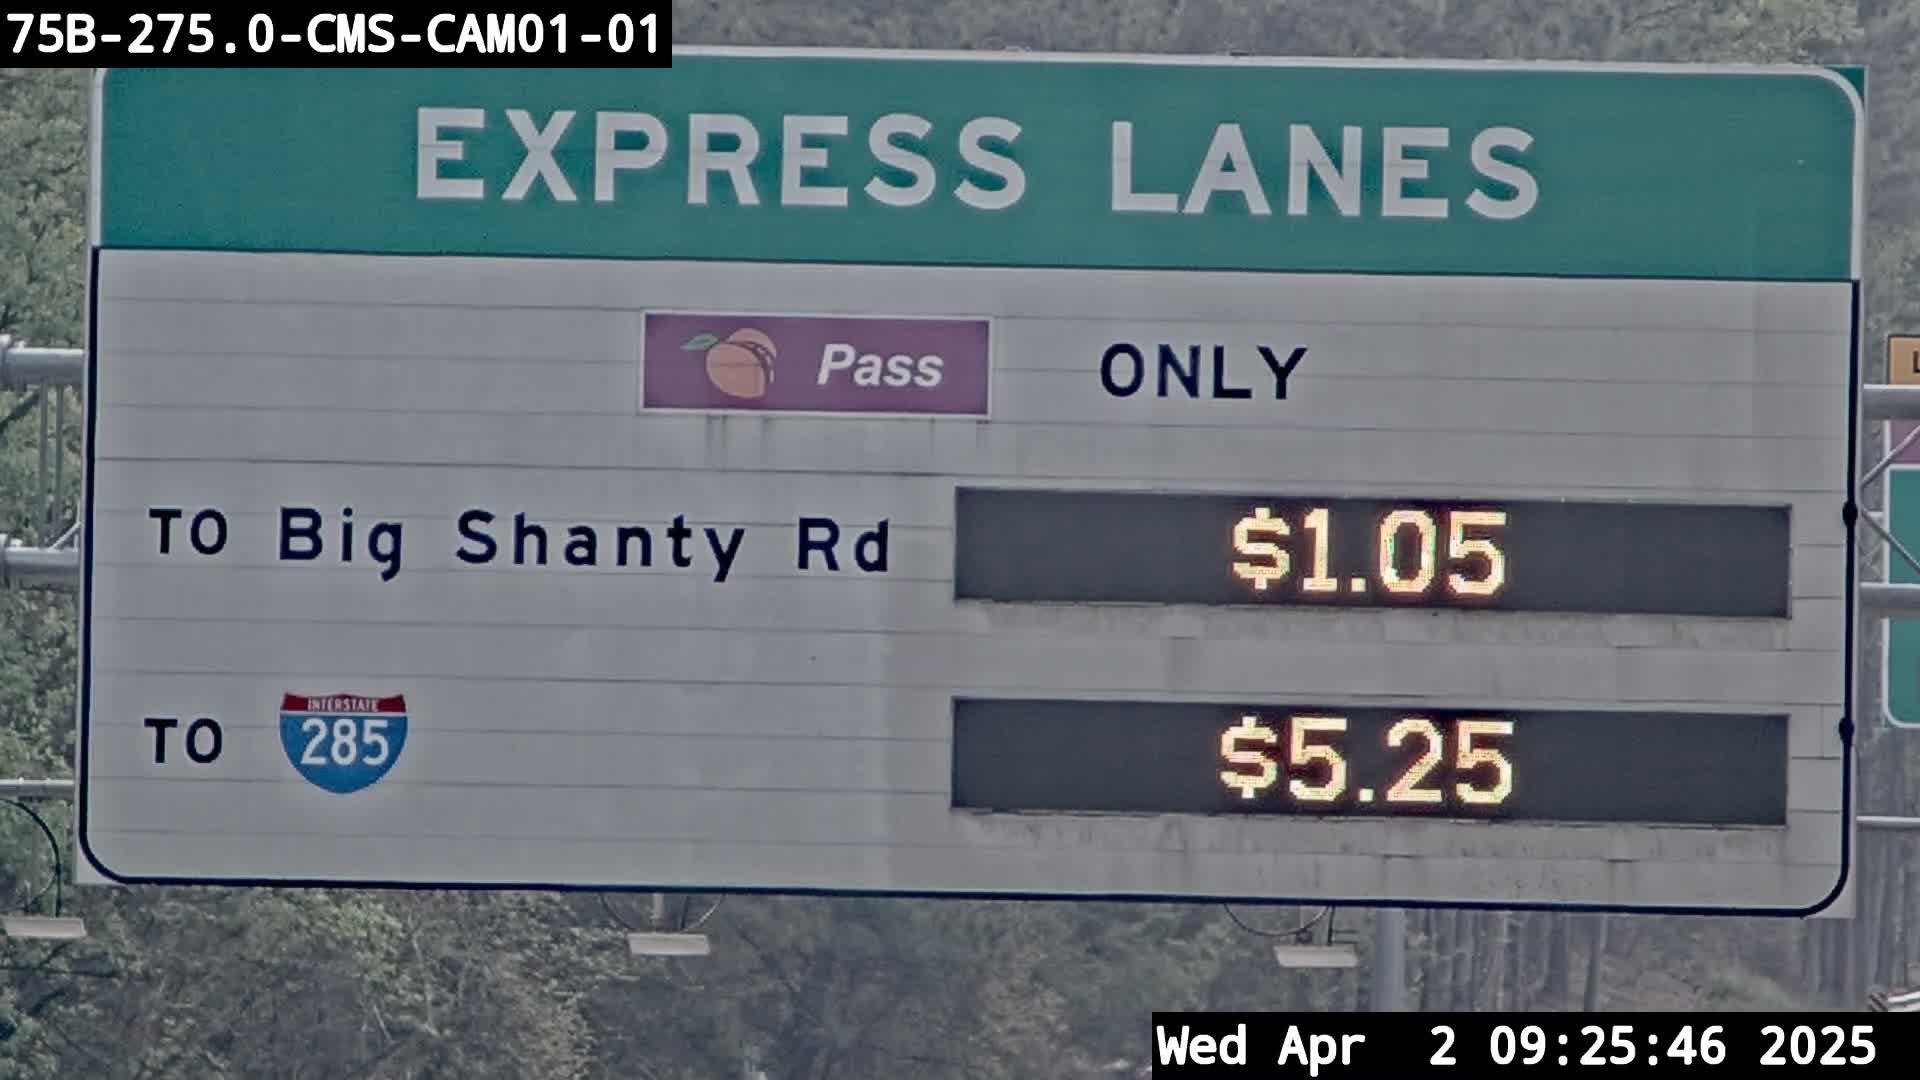 75B-275.0-CMS-CAM01-01
EXPRESS LANES
Pass ONLY
TO Big Shanty Rd $1.05
TO INTERSTATE 285 $5.25
Wed Apr 2 09:25:46 2025